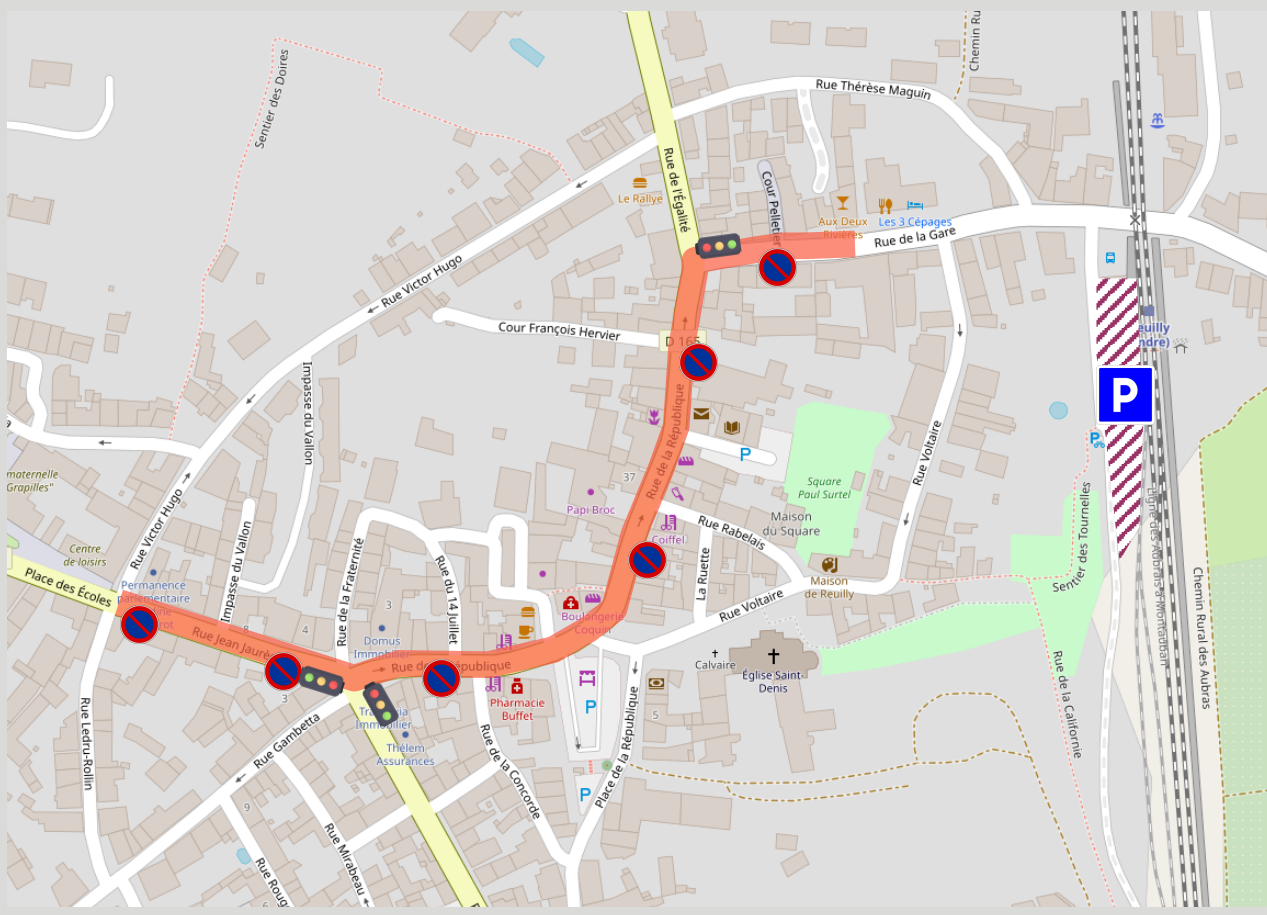 Chemin Ru
Rue Thérèse Maguin
Sentier des Doires
Rue de l'Égalité
Cour Pelletier
Le Rallye
Aux Deux
Rivières
Les 3 Cépages
Rue de la Gare
Rue Victor Hugo
Cour François Hervier
D 165
euilly
ndre)
P
Impasse du Vallon
Rue de la République
P
P
Rue Voltaire
maternelle
Grapilles"
37
Papi Broc
Square
Paul Surtel
Maison
du Square
Rue Rabelais
Coiffel
Rue Victor Hugo
Impasse du Vallon
Rue de la Fraternité
Rue du 14 Juillet
La Ruette
Maison
de Reuilly
Rue Voltaire
Sentier des Tournelles
Ligne des Aubrais à Montauban
Chemin Rural des Aubras
Centre
de loisirs
Place des Écoles
Permanence
parlementaire
3
4
8
Domus
Immobilier
Boulangerie
Coquin
Rue Jean Jaurès
Rue de la République
Calvaire
Église Saint-
Denis
3
Pharmacie
Buffet
P
5
Immobilier
Thélem
Assurances
Rue Ledru-Rollin
Rue Gambetta
Rue de la Concorde
Place de la République
Rue de la Californie
P
9
Rue Mirabeau
Rue Roug
6